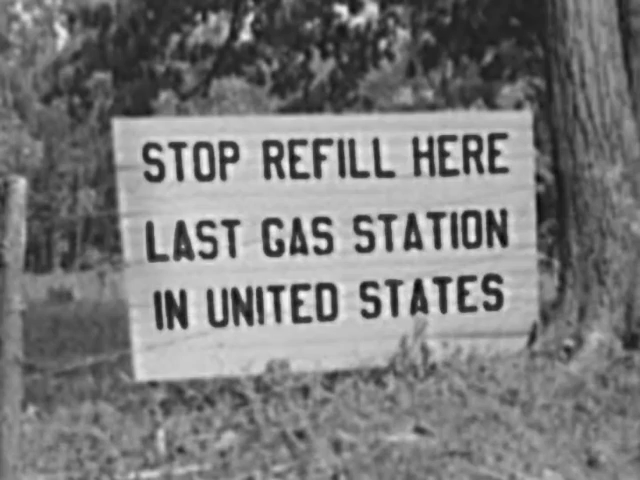 STOP REFILL HERE
LAST GAS STATION
IN UNITED STATES